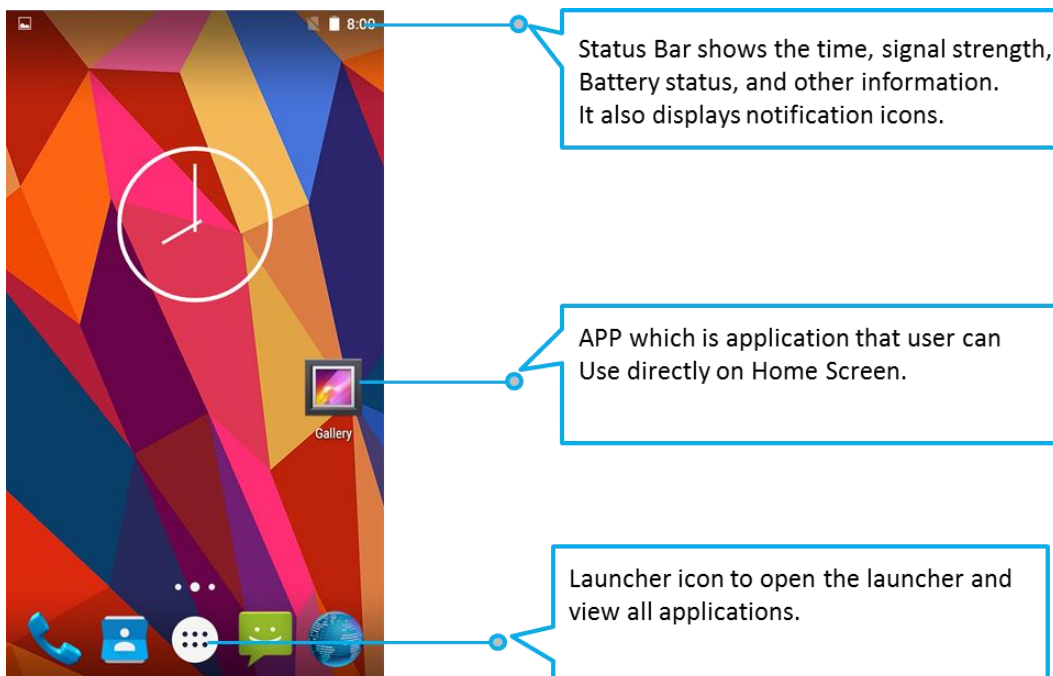 8:00
Status Bar shows the time, signal strength,
Battery status, and other information.
It also displays notification icons.
APP which is application that user can
Use directly on Home Screen.
Gallery
Launcher icon to open the launcher and
view all applications.